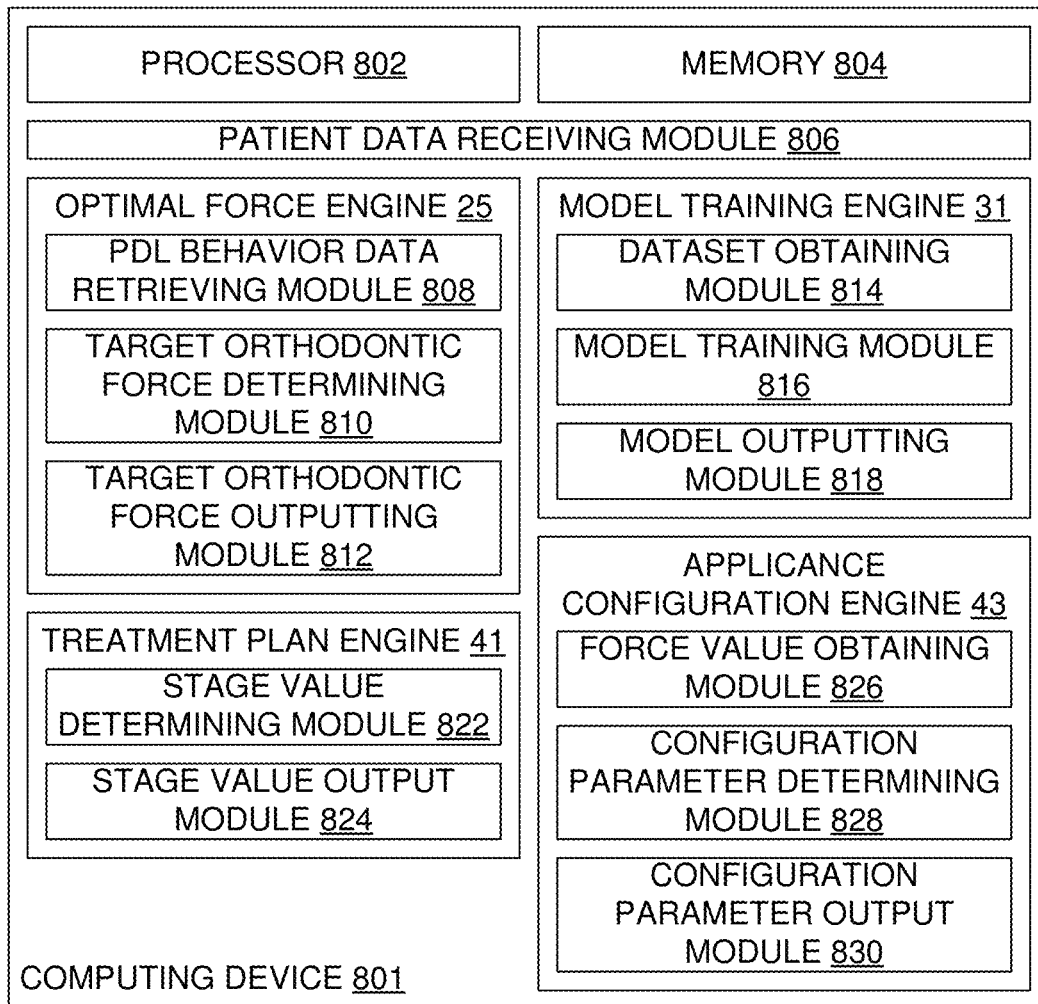 PROCESSOR 802
MEMORY 804
PATIENT DATA RECEIVING MODULE 806
OPTIMAL FORCE ENGINE 25
PDL BEHAVIOR DATA
RETRIEVING MODULE 808
TARGET ORTHODONTIC
FORCE DETERMINING
MODULE 810
TARGET ORTHODONTIC
FORCE OUTPUTTING
MODULE 812
MODEL TRAINING ENGINE 31
DATASET OBTAINING
MODULE 814
MODEL TRAINING MODULE
816
MODEL OUTPUTTING
MODULE 818
TREATMENT PLAN ENGINE 41
STAGE VALUE
DETERMINING MODULE 822
STAGE VALUE OUTPUT
MODULE 824
APPLICANCE
CONFIGURATION ENGINE 43
FORCE VALUE OBTAINING
MODULE 826
CONFIGURATION
PARAMETER DETERMINING
MODULE 828
CONFIGURATION
PARAMETER OUTPUT
MODULE 830
COMPUTING DEVICE 801